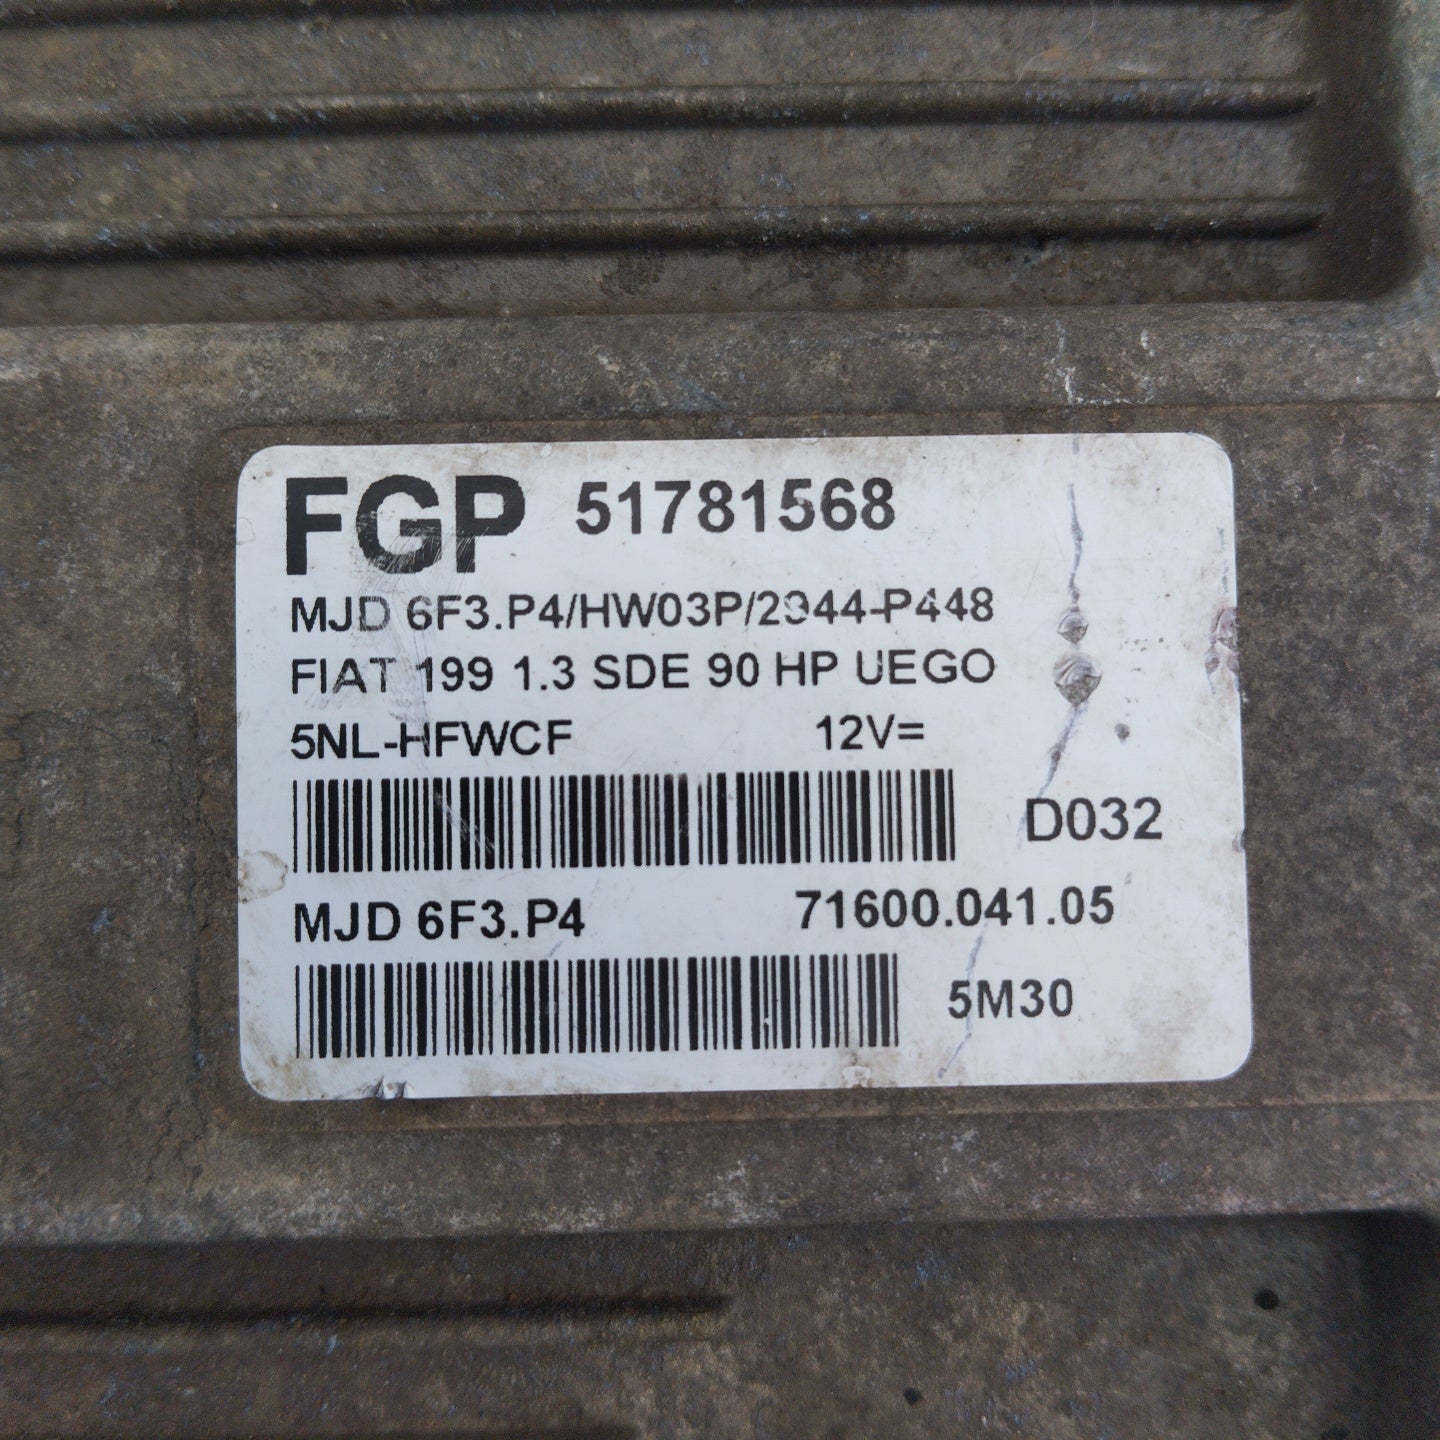 FGP 51781568
MJD 6F3.P4/HW03P/2944-P448
FIAT 199 1.3 SDE 90 HP UEGO
5NL-HFWCF 12V=
D032
MJD 6F3.P4 71600.041.05
5M30